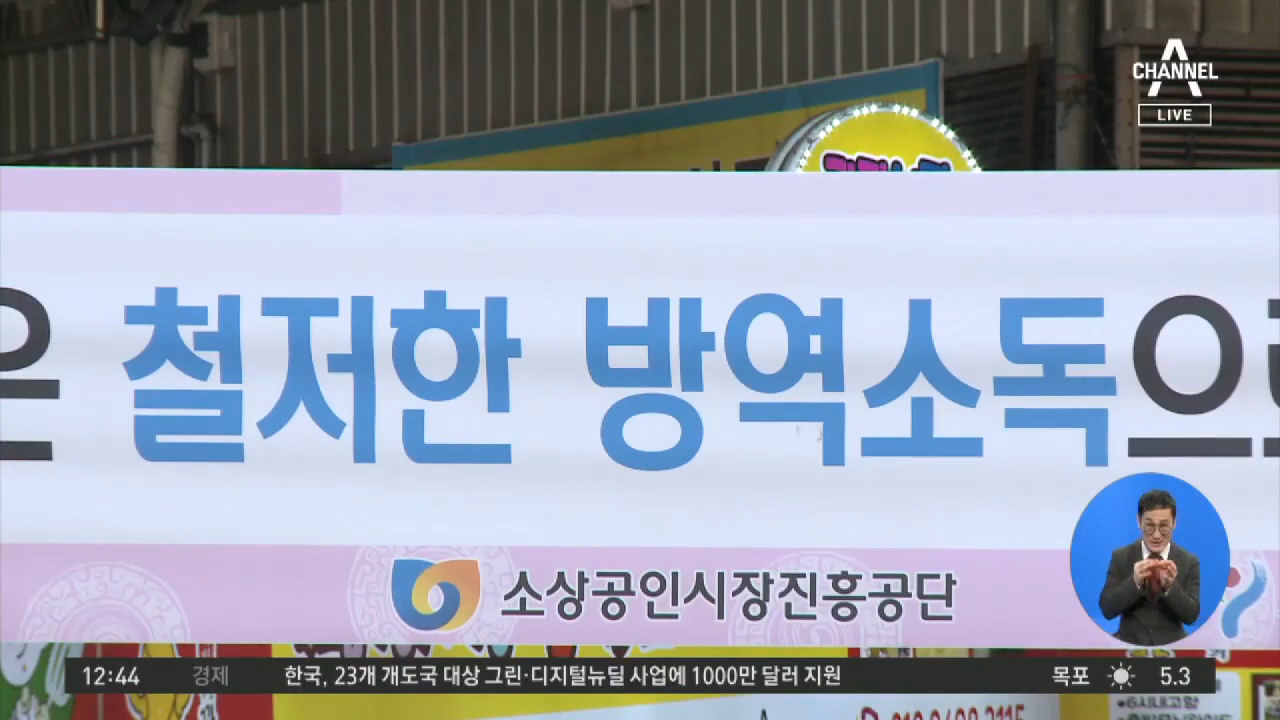 CHANNEL A
LIVE
은 철저한 방역소독으로
소상공인시장진흥공단
12:44 경제 한국, 23개 개도국 대상 그린·디지털뉴딜 사업에 1000만 달러 지원 목포 5.3